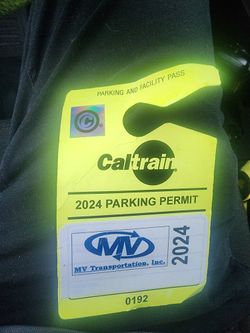 PARKING AND FACILITY PASS
©
Caltrain
2024 PARKING PERMIT
MV
MV Transportation, Inc.
2024
0192